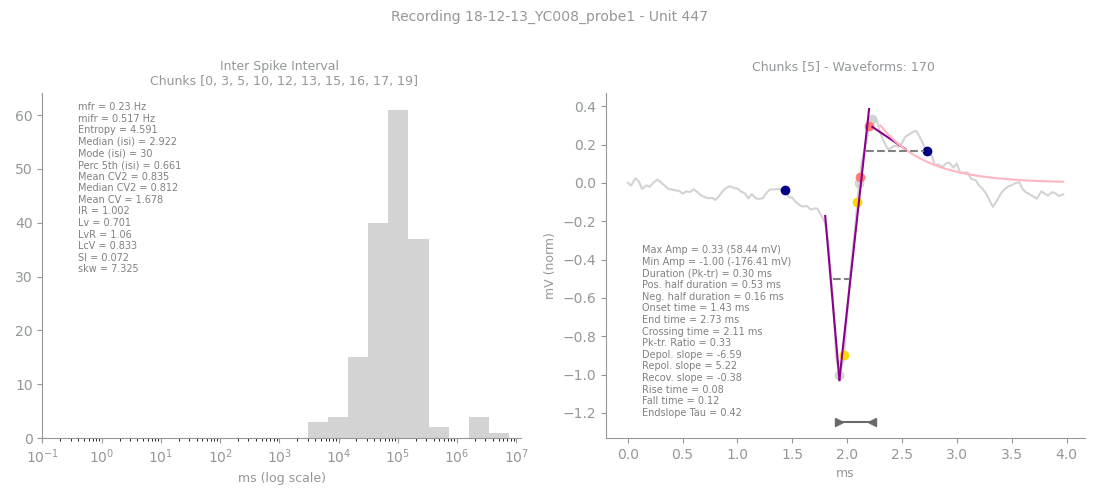 Recording 18-12-13_YC008_probe1 - Unit 447
Inter Spike Interval
Chunks [0, 3, 5, 10, 12, 13, 15, 16, 17, 19]
mfr = 0.23 Hz
mifr = 0.517 Hz
Entropy = 4.591
Median (isi) = 2.922
Mode (isi) = 30
Perc 5th (isi) = 0.661
Mean CV2 = 0.835
Median CV2 = 0.812
Mean CV = 1.678
IR = 1.002
Lv = 0.701
LvR = 1.06
LcV = 0.833
SI = 0.072
skw = 7.325
60
50
40
30
20
10
0
10⁻¹ 10⁰ 10¹ 10² 10³ 10⁴ 10⁵ 10⁶ 10⁷
ms (log scale)
Chunks [5] - Waveforms: 170
0.4
0.2
0.0
−0.2
−0.4
−0.6
−0.8
−1.0
−1.2
mV (norm)
Max Amp = 0.33 (58.44 mV)
Min Amp = -1.00 (-176.41 mV)
Duration (Pk-tr) = 0.30 ms
Pos. half duration = 0.53 ms
Neg. half duration = 0.16 ms
Onset time = 1.43 ms
End time = 2.73 ms
Crossing time = 2.11 ms
Pk-tr. Ratio = 0.33
Depol. slope = -6.59
Repol. slope = 5.22
Recov. slope = -0.38
Rise time = 0.08
Fall time = 0.12
Endslope Tau = 0.42
0.0 0.5 1.0 1.5 2.0 2.5 3.0 3.5 4.0
ms